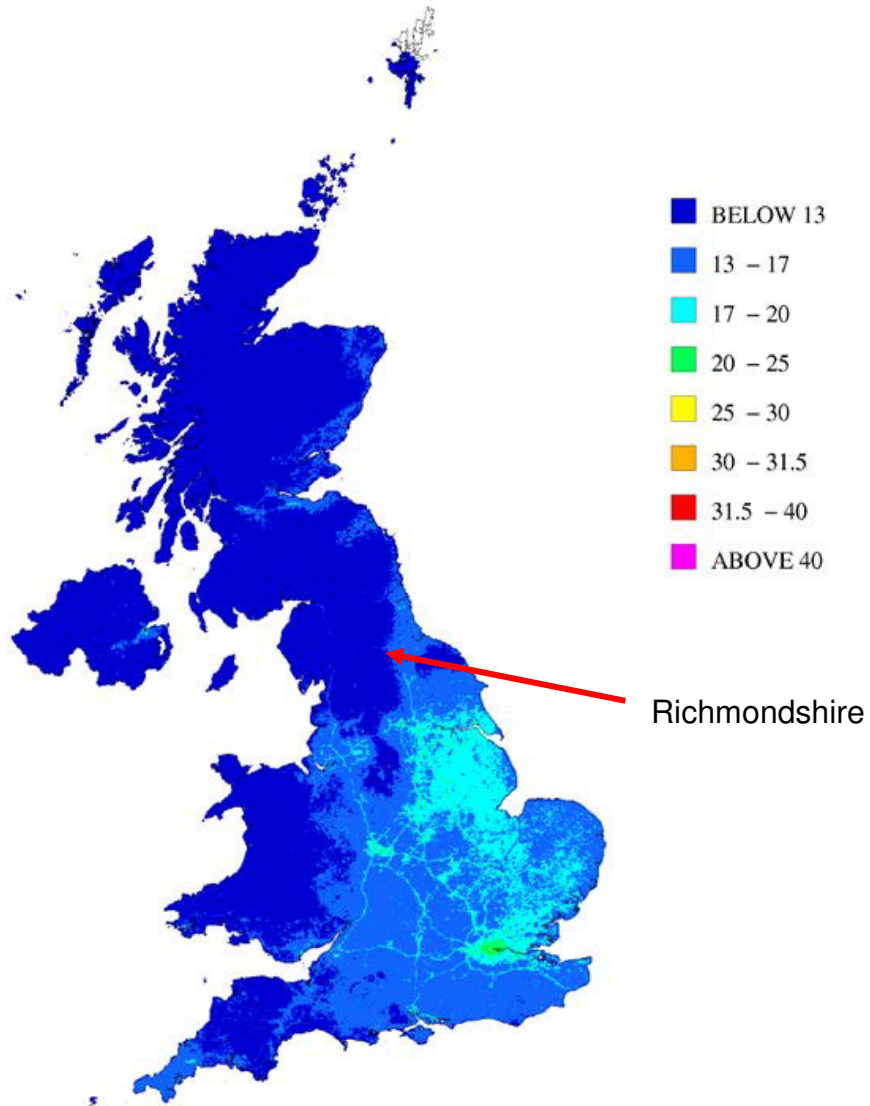 BELOW 13
13 – 17
17 – 20
20 – 25
25 – 30
30 – 31.5
31.5 – 40
ABOVE 40
Richmondshire